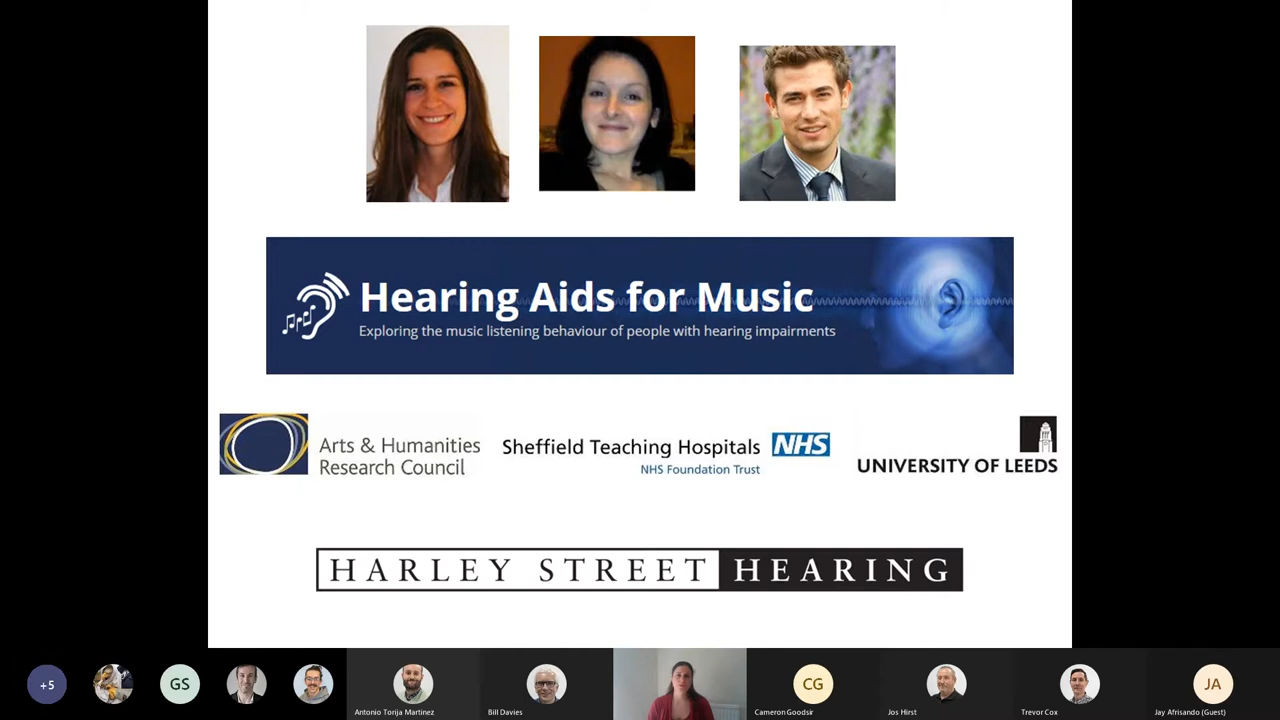 Hearing Aids for Music
Exploring the music listening behaviour of people with hearing impairments
Arts & Humanities
Research Council
Sheffield Teaching Hospitals NHS
NHS Foundation Trust
UNIVERSITY OF LEEDS
HARLEY STREET HEARING
+5
GS
Antonio Torija Martinez
Bill Davies
CG
Cameron Goodsir
Jos Hirst
Trevor Cox
JA
Jay Afrisando (Guest)